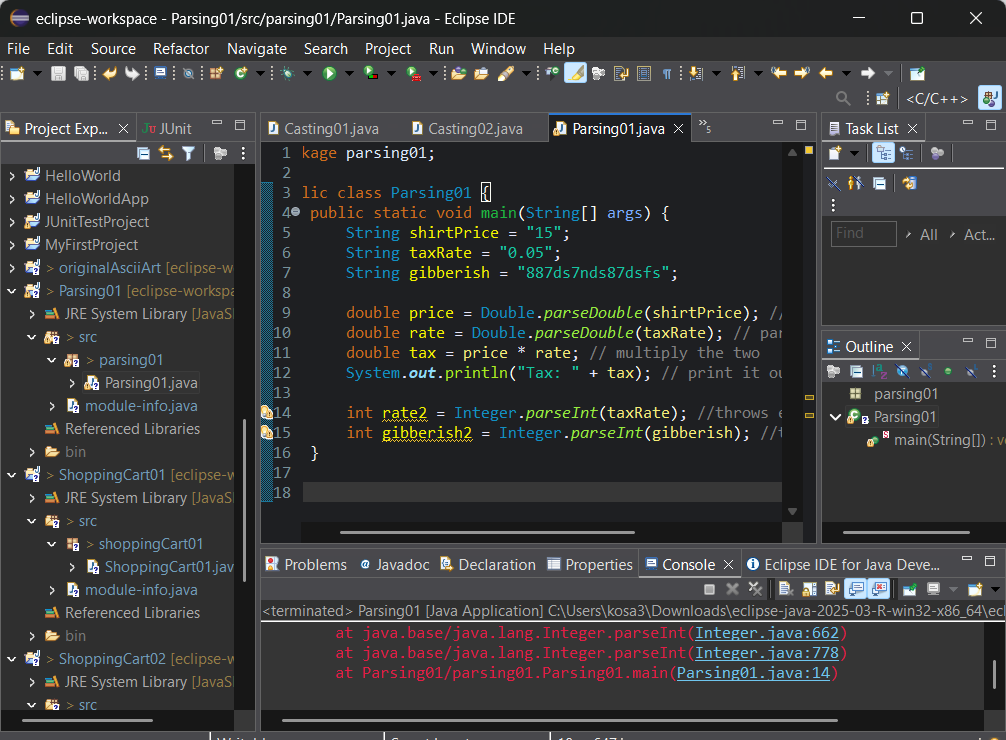 eclipse-workspace - Parsing01/src/parsing01/Parsing01.java - Eclipse IDE
File Edit Source Refactor Navigate Search Project Run Window Help
<C/C++>
Project Exp...
JUnit
HelloWorld
HelloWorldApp
JUnitTestProject
MyFirstProject
> originalAsciiArt [eclipse-w
> Parsing01 [eclipse-workspa
JRE System Library [JavaS
> src
> parsing01
Parsing01.java
module-info.java
Referenced Libraries
bin
> ShoppingCart01 [eclipse-w
JRE System Library [JavaS
> src
> shoppingCart01
ShoppingCart01.jav
module-info.java
Referenced Libraries
bin
> ShoppingCart02 [eclipse-w
JRE System Library [JavaS
> src
Casting01.java Casting02.java Parsing01.java »5
1 kage parsing01;
2
3 lic class Parsing01 {
4 public static void main(String[] args) {
5 String shirtPrice = "15";
6 String taxRate = "0.05";
7 String gibberish = "887ds7nds87dsfs";
8
9 double price = Double.parseDouble(shirtPrice); //
10 double rate = Double.parseDouble(taxRate); // par
11 double tax = price * rate; // multiply the two
12 System.out.println("Tax: " + tax); // print it ou
13
14 int rate2 = Integer.parseInt(taxRate); //throws e
15 int gibberish2 = Integer.parseInt(gibberish); //t
16 }
17
18
Task List
Find
All
Act...
Outline
parsing01
Parsing01
main(String[]) : vo
Problems Javadoc Declaration Properties Console Eclipse IDE for Java Deve...
<terminated> Parsing01 [Java Application] C:\Users\kosa3\Downloads\eclipse-java-2025-03-R-win32-x86_64\ecl
at java.base/java.lang.Integer.parseInt(Integer.java:662)
at java.base/java.lang.Integer.parseInt(Integer.java:778)
at Parsing01/parsing01.Parsing01.main(Parsing01.java:14)